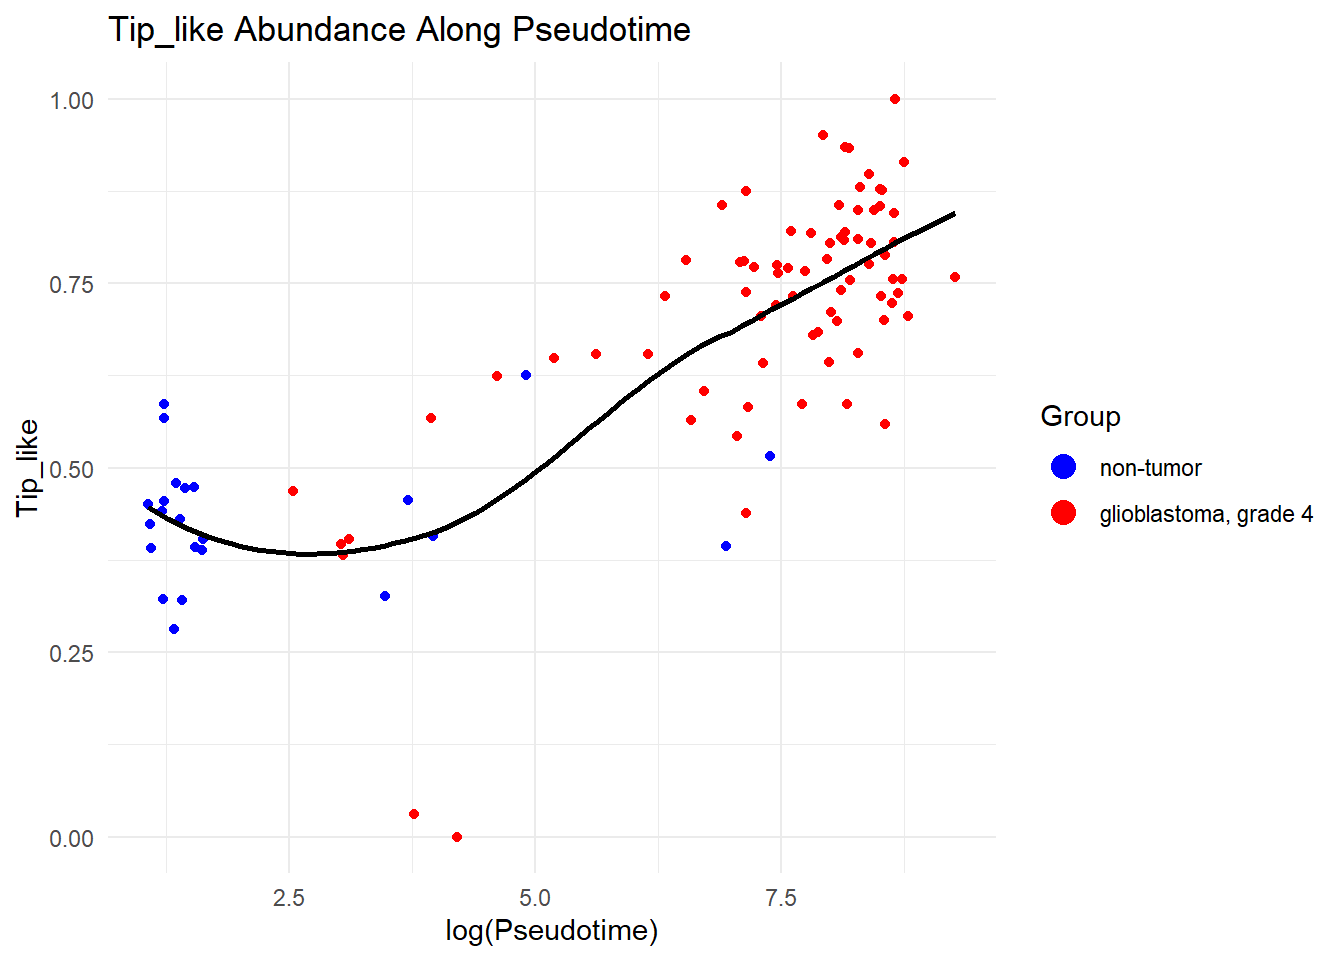 Tip_like Abundance Along Pseudotime
1.00
0.75
0.50
0.25
0.00
Tip_like
2.5 5.0 7.5
log(Pseudotime)
Group
non-tumor
glioblastoma, grade 4